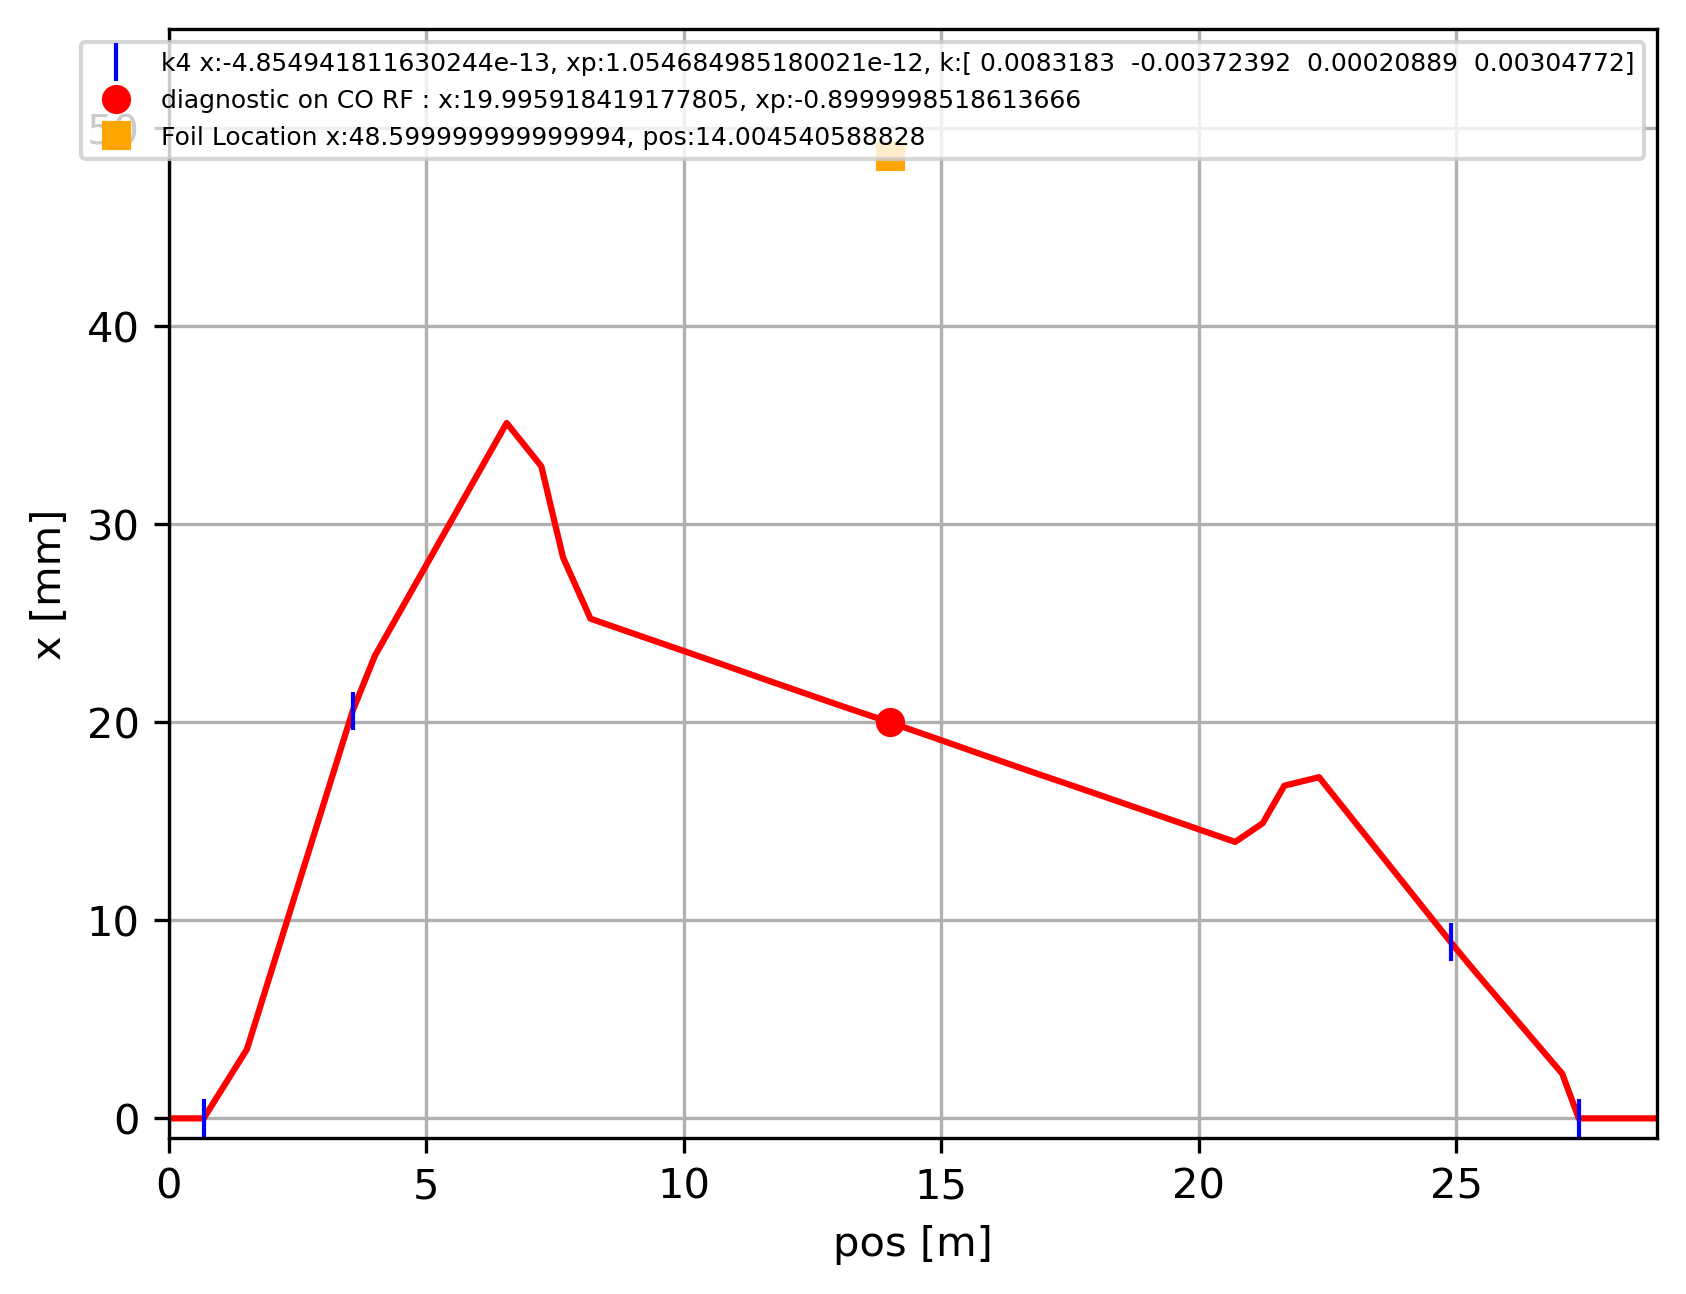 k4 x:-4.854941811630244e-13, xp:1.054684985180021e-12, k:[ 0.0083183 -0.00372392 0.00020889 0.00304772]
diagnostic on CO RF : x:19.995918419177805, xp:-0.8999998518613666
Foil Location x:48.599999999999994, pos:14.004540588828
50
40
30
20
10
0
x [mm]
0 5 10 15 20 25
pos [m]